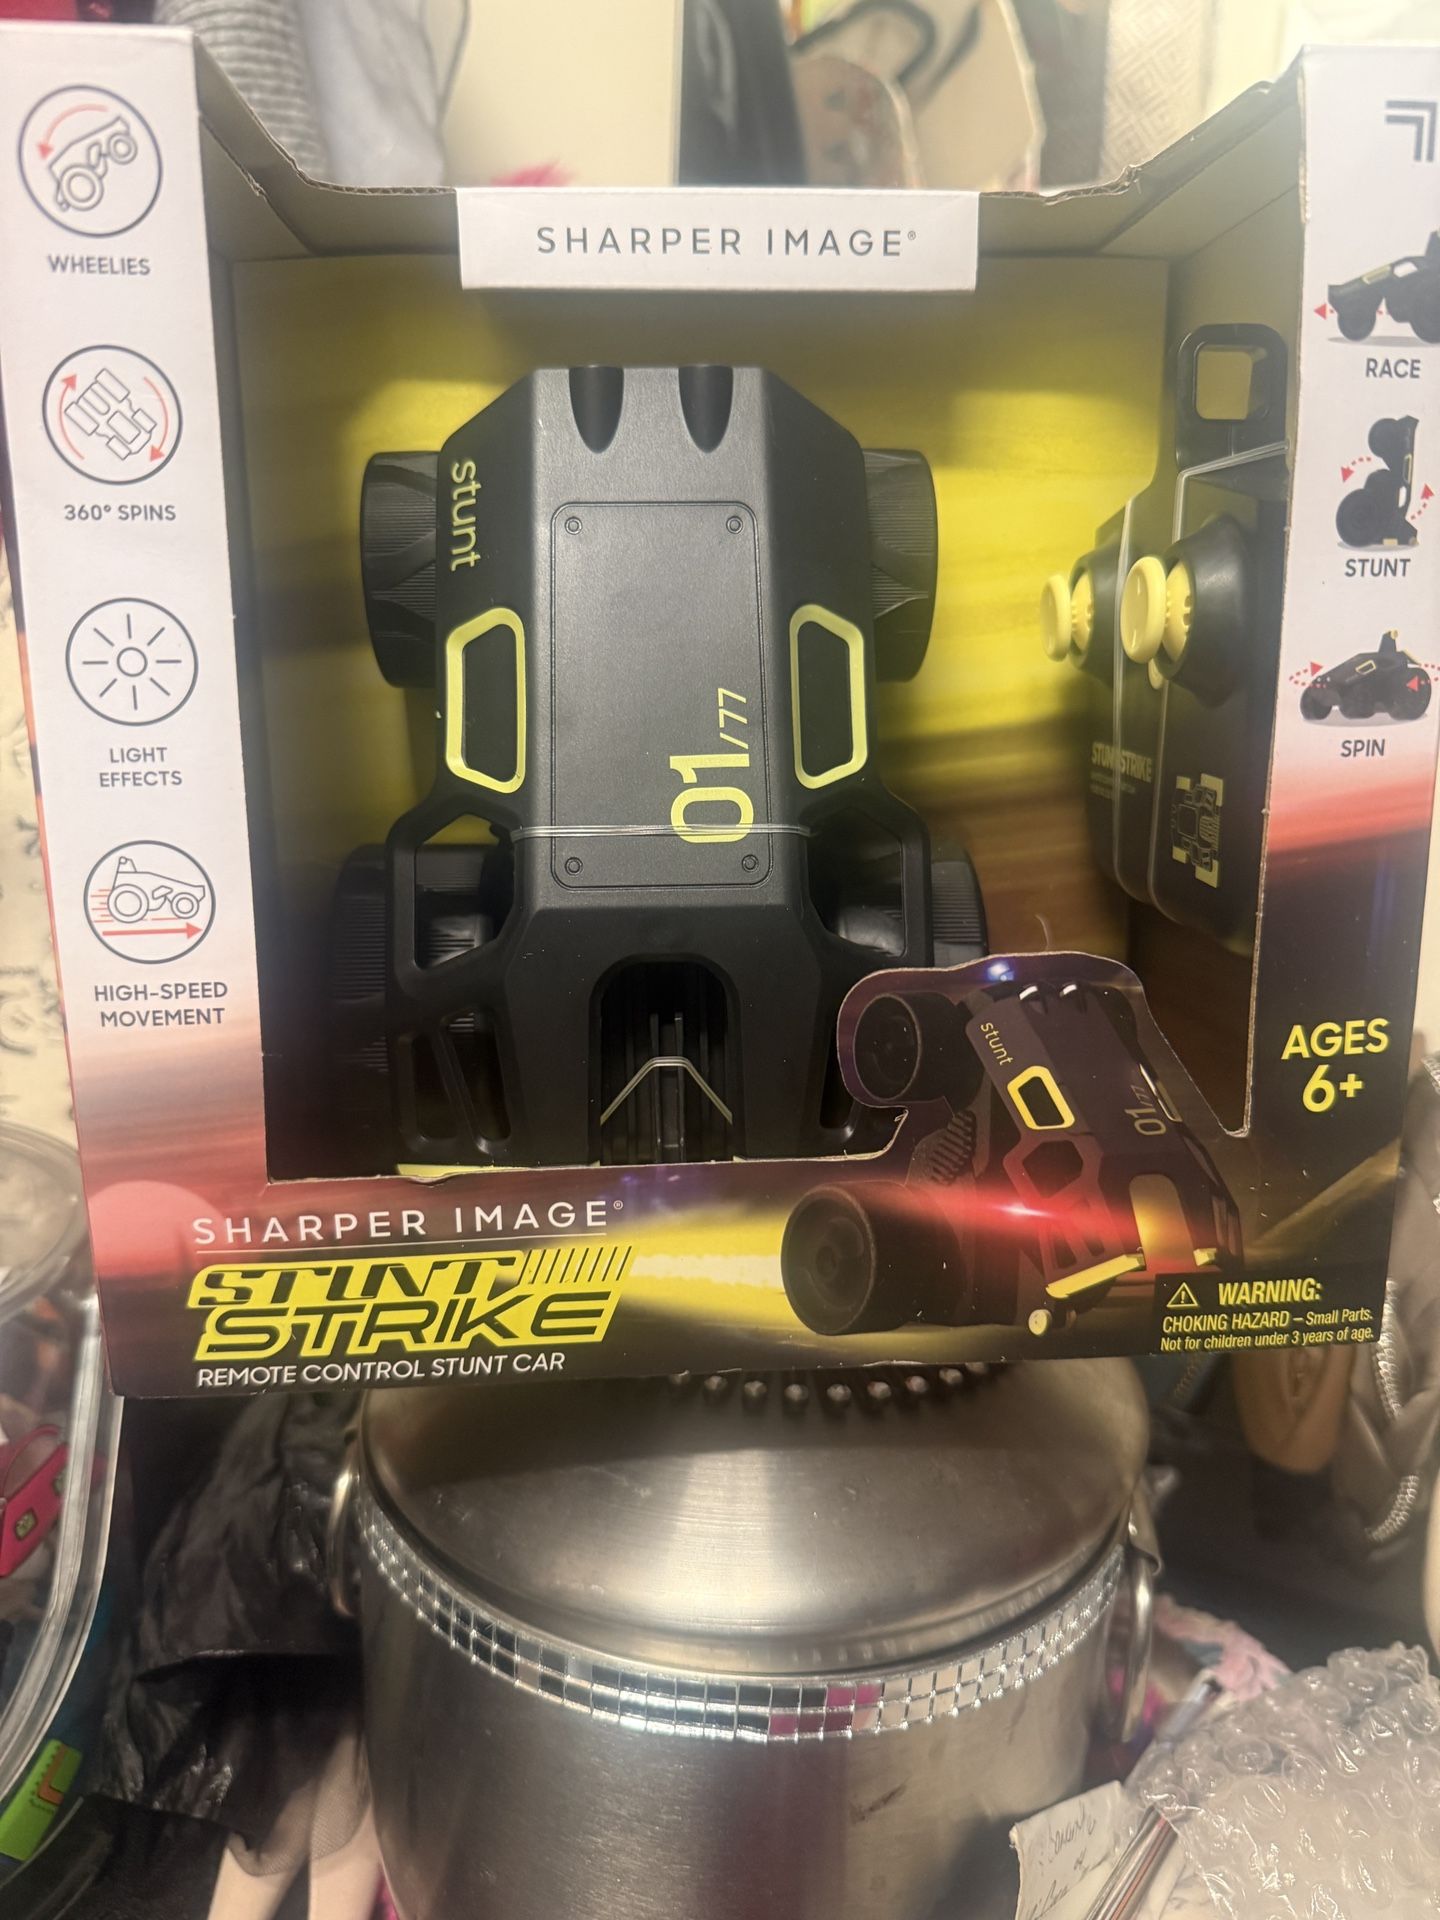 SHARPER IMAGE®
WHEELIES
360° SPINS
LIGHT
EFFECTS
HIGH-SPEED
MOVEMENT
stunt
01/77
STUNT STRIKE
RACE
STUNT
SPIN
AGES
6+
stunt
01/77
SHARPER IMAGE®
STUNT
STRIKE
REMOTE CONTROL STUNT CAR
WARNING:
CHOKING HAZARD – Small Parts.
Not for children under 3 years of age.